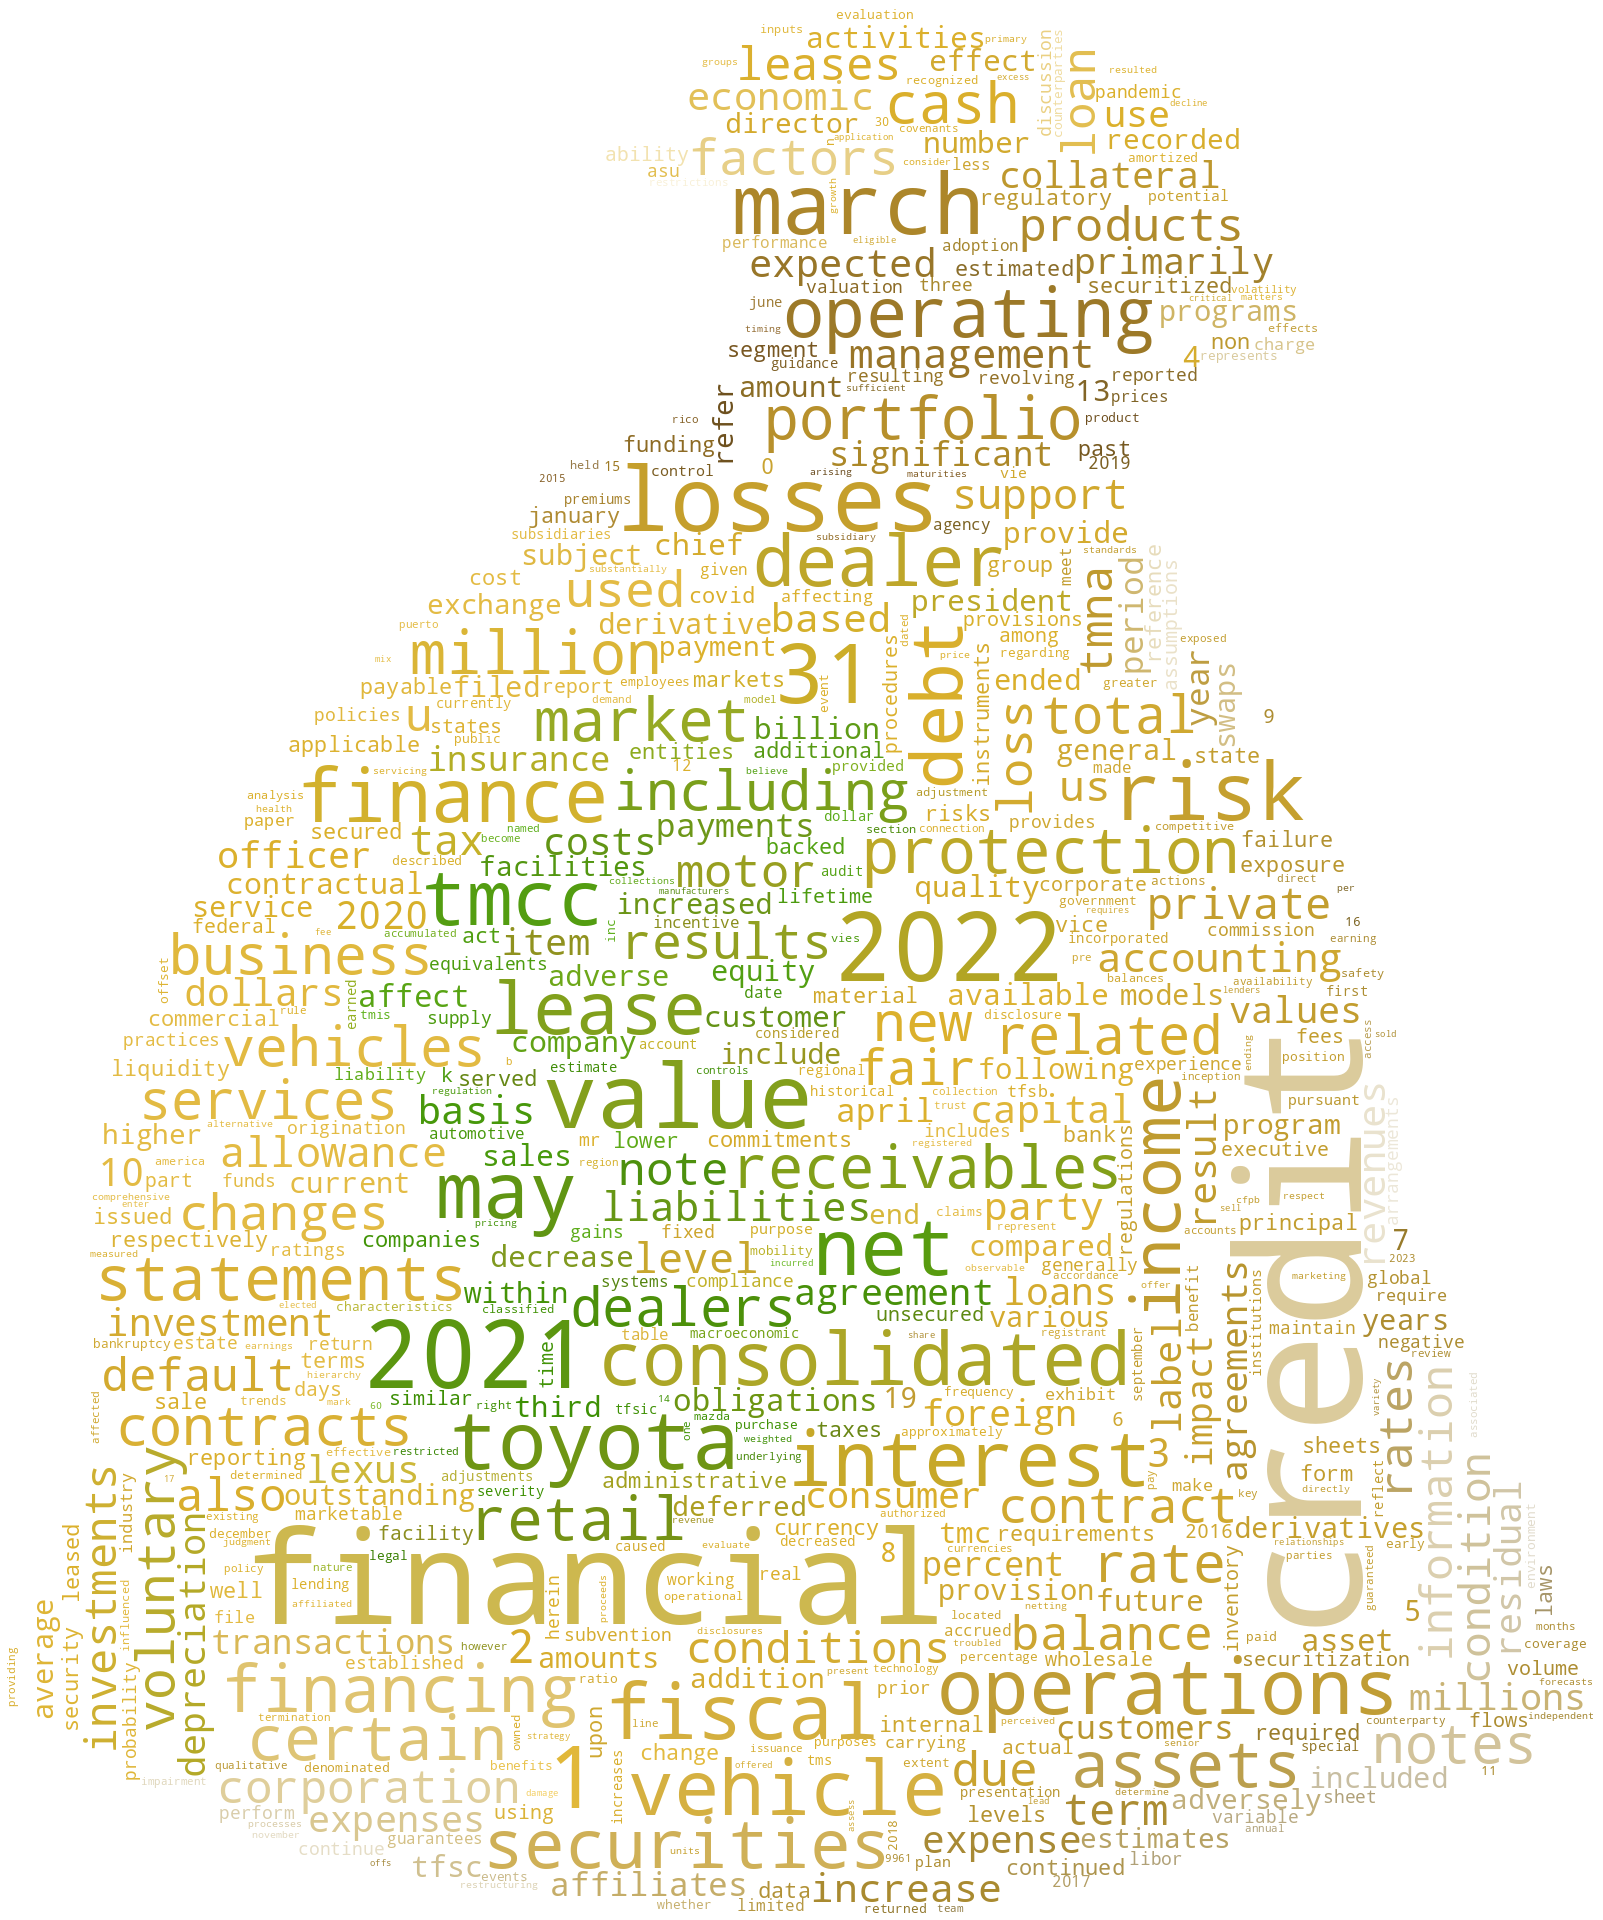 evaluation
inputs activities primary
groups leases effect discussion counterparties loan resulted
recognized excess pandemic
economic cash use decline
director 30 covenants number recorded
application n
ability factors consider less collateral amortized
asu restrictions
march growth regulatory potential
products
performance eligible adoption
expected estimated primarily
valuation three securitized volatility
june operating critical matters
programs
timing effects
segment management non charge
guidance 4 represents
amount resulting revolving 13 reported
refer sufficient prices
rico portfolio product
funding significant past
held 15 control 0 arising maturities vie 2019
2015
premiums losses support
january agency
subsidiaries subsidiary provide
subject chief dealer standards
cost substantially given group meet
exchange used covid affecting president period reference assumptions
puerto derivative based dated provisions tmna
million payment 31 procedures debt price among exposed
mix regarding
payable filed report employees markets event instruments ended greater year swaps
currently demand model
policies u states market total 9
public billion loss
applicable entities additional general state
insurance 12 provided made
servicing believe
analysis finance including adjustment us risk
health
paper secured named dollar risks provides competitive
tax become costs payments section connection failure
officer described facilities motor backed protection exposure
audit direct
contractual tmcc collections manufacturers quality corporate actions per
service 2020 increased lifetime government private
federal accumulated incentive requires 16
fee act item inc results vies 2022 vice commission
business incorporated earning
equivalents pre accounting
offset dollars earned affect adverse equity balances safety
date material available models availability
commercial rule tmis supply lease customer disclosure lenders first
practices considered new related values access sold
vehicles company account fees
liquidity b include ending position
liability k served estimate controls regional fair following experience
regulation inception
services value historical collection tfsb pursuant
basis april trust capital
higher alternative origination automotive mr lower commitments includes bank program
registered regulations
america allowance sales region note receivables income result executive revenues arrangements
10 part funds current
comprehensive may claims party cfpb respect
enter changes sell
issued pricing liabilities end represent accounts principal
respectively ratings companies gains fixed purpose net compared 7
measured decrease level mobility generally 2023
incurred observable accordance credit
statements systems compliance loans marketing global
elected characteristics within agreement offer benefit
investment classified dealers unsecured various agreements institutions require
bankruptcy estate earnings return 2021 table macroeconomic share registrant maintain years
hierarchy time consolidated september negative
default terms label impact review
days similar frequency exhibit rates
affected sale trends mark 60 right third tfsic 14 obligations 19 variety
contracts one mazda purchase foreign 6 associated
toyota taxes approximately sheets information condition
reporting effective restricted weighted
determined underlying interest 3 form
17 lexus adjustments administrative reflect
investments voluntary also outstanding severity pay make key directly residual
industry existing marketable retail deferred consumer contract
december facility revenue currency authorized tmc requirements 2016 derivatives
judgment caused evaluate decreased currencies relationships early
leased policy nature legal 8 parties
well lending financial working real percent rate environment
depreciation affiliated operational provision inventory guaranteed laws
average file influenced herein proceeds netting future 5
security located months
transactions however subvention disclosures accrued balance paid asset
2 conditions troubled coverage
providing established amounts percentage wholesale securitization
probability ratio addition present technology volume
financing prior forecasts
fiscal operations millions
termination owned line internal perceived counterparty flows independent
certain strategy upon customers
change issuance purposes carrying required
qualitative denominated benefits offered tms extent actual senior special notes
impairment 1 vehicle due assets 11
corporation damage increases presentation determine included
perform using assess levels lead adversely sheet
processes expenses term variable
november guarantees securities 2018 annual
continue expense estimates
offs units 9961 plan libor
tfsc events continued
restructuring affiliates data increase 2017
whether limited returned team